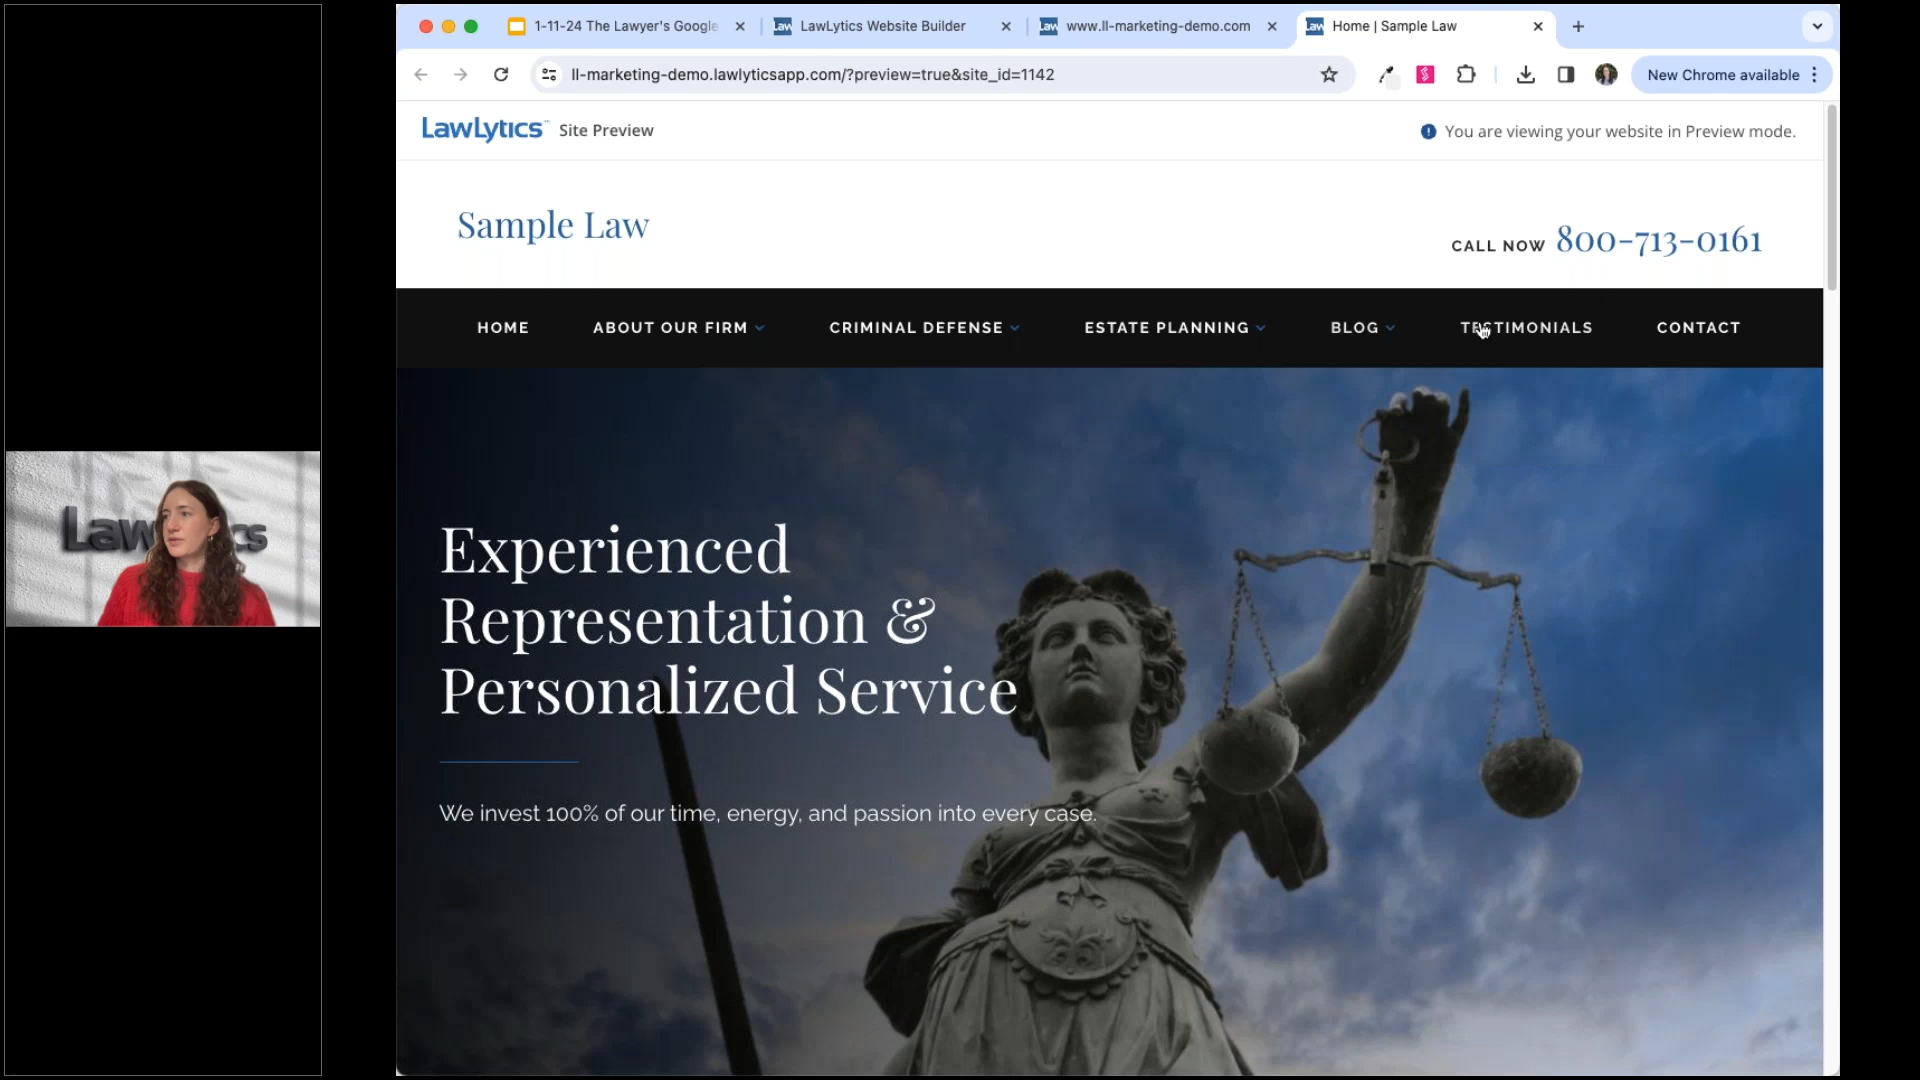 1-11-24 The Lawyer's Google
LawLytics Website Builder
www.ll-marketing-demo.com
Home | Sample Law
ll-marketing-demo.lawlyticsapp.com/?preview=true&site_id=1142
New Chrome available
LawLytics Site Preview
You are viewing your website in Preview mode.
Sample Law
CALL NOW 800-713-0161
HOME
ABOUT OUR FIRM
CRIMINAL DEFENSE
ESTATE PLANNING
BLOG
TESTIMONIALS
CONTACT
Experienced
Representation &
Personalized Service
We invest 100% of our time, energy, and passion into every case.